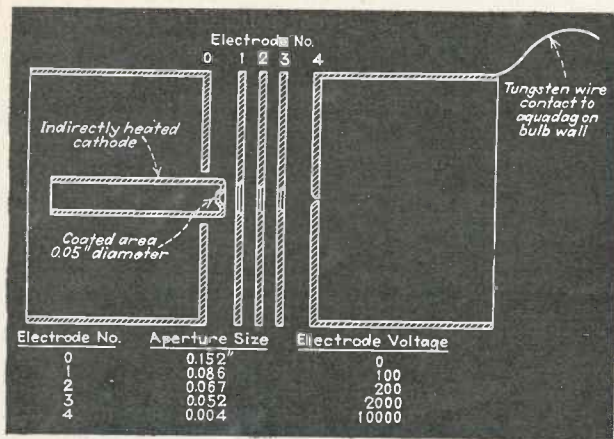 Electrode No.
0 1 2 3 4
Tungsten wire
contact to
aquadag on
bulb wall
Indirectly heated
cathode
Coated area
0.05" diameter
Electrode No. Aperture Size Electrode Voltage
0 0.152" 0
1 0.086 100
2 0.067 200
3 0.052 2000
4 0.004 10000